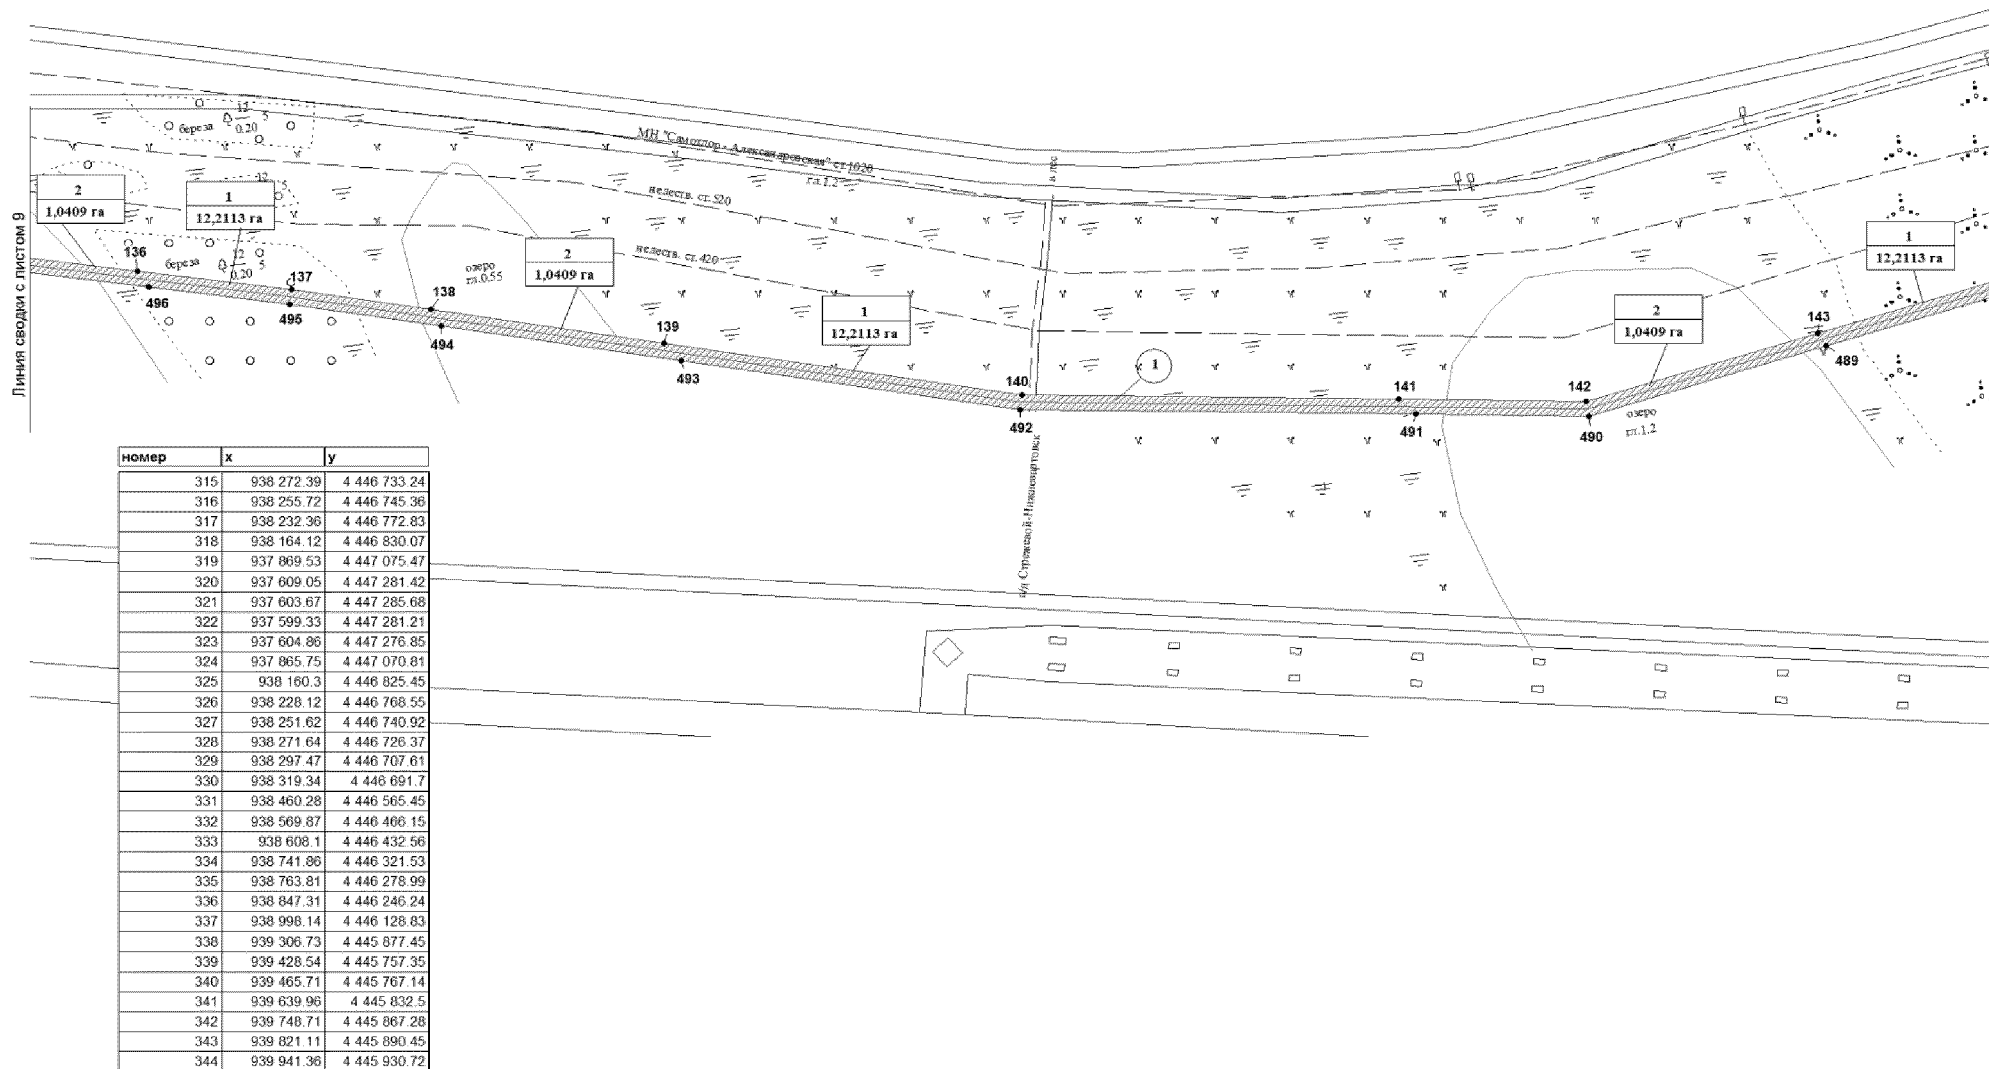 Линия сводки с листом 9
МН "Самотлор - Александровская" ст.1020
гл.1.2
недейств. ст.520
недейств. ст.420
в лес
а/д Стрежевой-Нижневартовск
береза
12
0.20
5
12
5
береза
12
0.20
5
2
1,0409 га
1
12,2113 га
2
1,0409 га
1
12,2113 га
2
1,0409 га
1
12,2113 га
1
озеро
гл.0.55
озеро
гл.1.2
136
137
138
139
140
141
142
143
496
495
494
493
492
491
490
489
номер x y
315 938 272.39 4 446 733.24
316 938 255.72 4 446 745.36
317 938 232.36 4 446 772.83
318 938 164.12 4 446 830.07
319 937 869.53 4 447 075.47
320 937 609.05 4 447 281.42
321 937 603.67 4 447 285.68
322 937 599.33 4 447 281.21
323 937 604.86 4 447 276.85
324 937 865.75 4 447 070.81
325 938 160.3 4 446 825.45
326 938 228.12 4 446 768.55
327 938 251.62 4 446 740.92
328 938 271.64 4 446 726.37
329 938 297.47 4 446 707.61
330 938 319.34 4 446 691.7
331 938 460.28 4 446 565.45
332 938 569.87 4 446 466.15
333 938 608.1 4 446 432.56
334 938 741.86 4 446 321.53
335 938 763.81 4 446 278.99
336 938 847.31 4 446 246.24
337 938 998.14 4 446 128.83
338 939 306.73 4 445 877.45
339 939 428.54 4 445 757.35
340 939 465.71 4 445 767.14
341 939 639.96 4 445 832.5
342 939 748.71 4 445 867.28
343 939 821.11 4 445 890.45
344 939 941.36 4 445 930.72